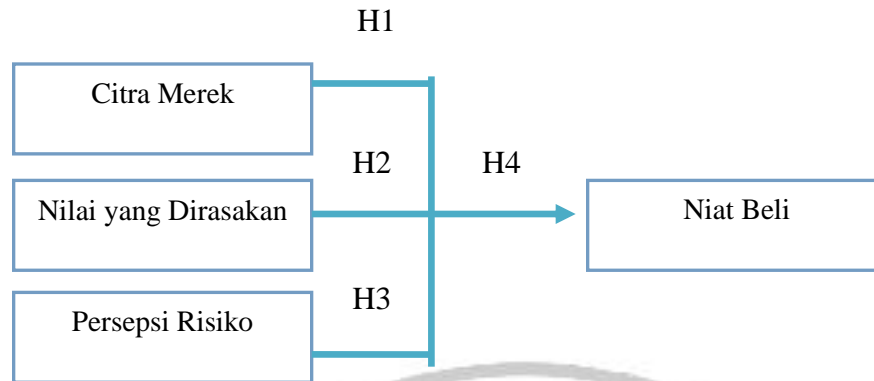 H1
Citra Merek
H2
H4
Nilai yang Dirasakan
Niat Beli
H3
Persepsi Risiko